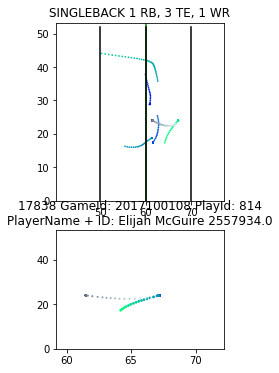 SINGLEBACK 1 RB, 3 TE, 1 WR
50
40
30
20
10
0
50 60 70
17838 GameId: 2017100108 PlayId: 814
PlayerName + ID: Elijah McGuire 2557934.0
40
20
0
60 65 70